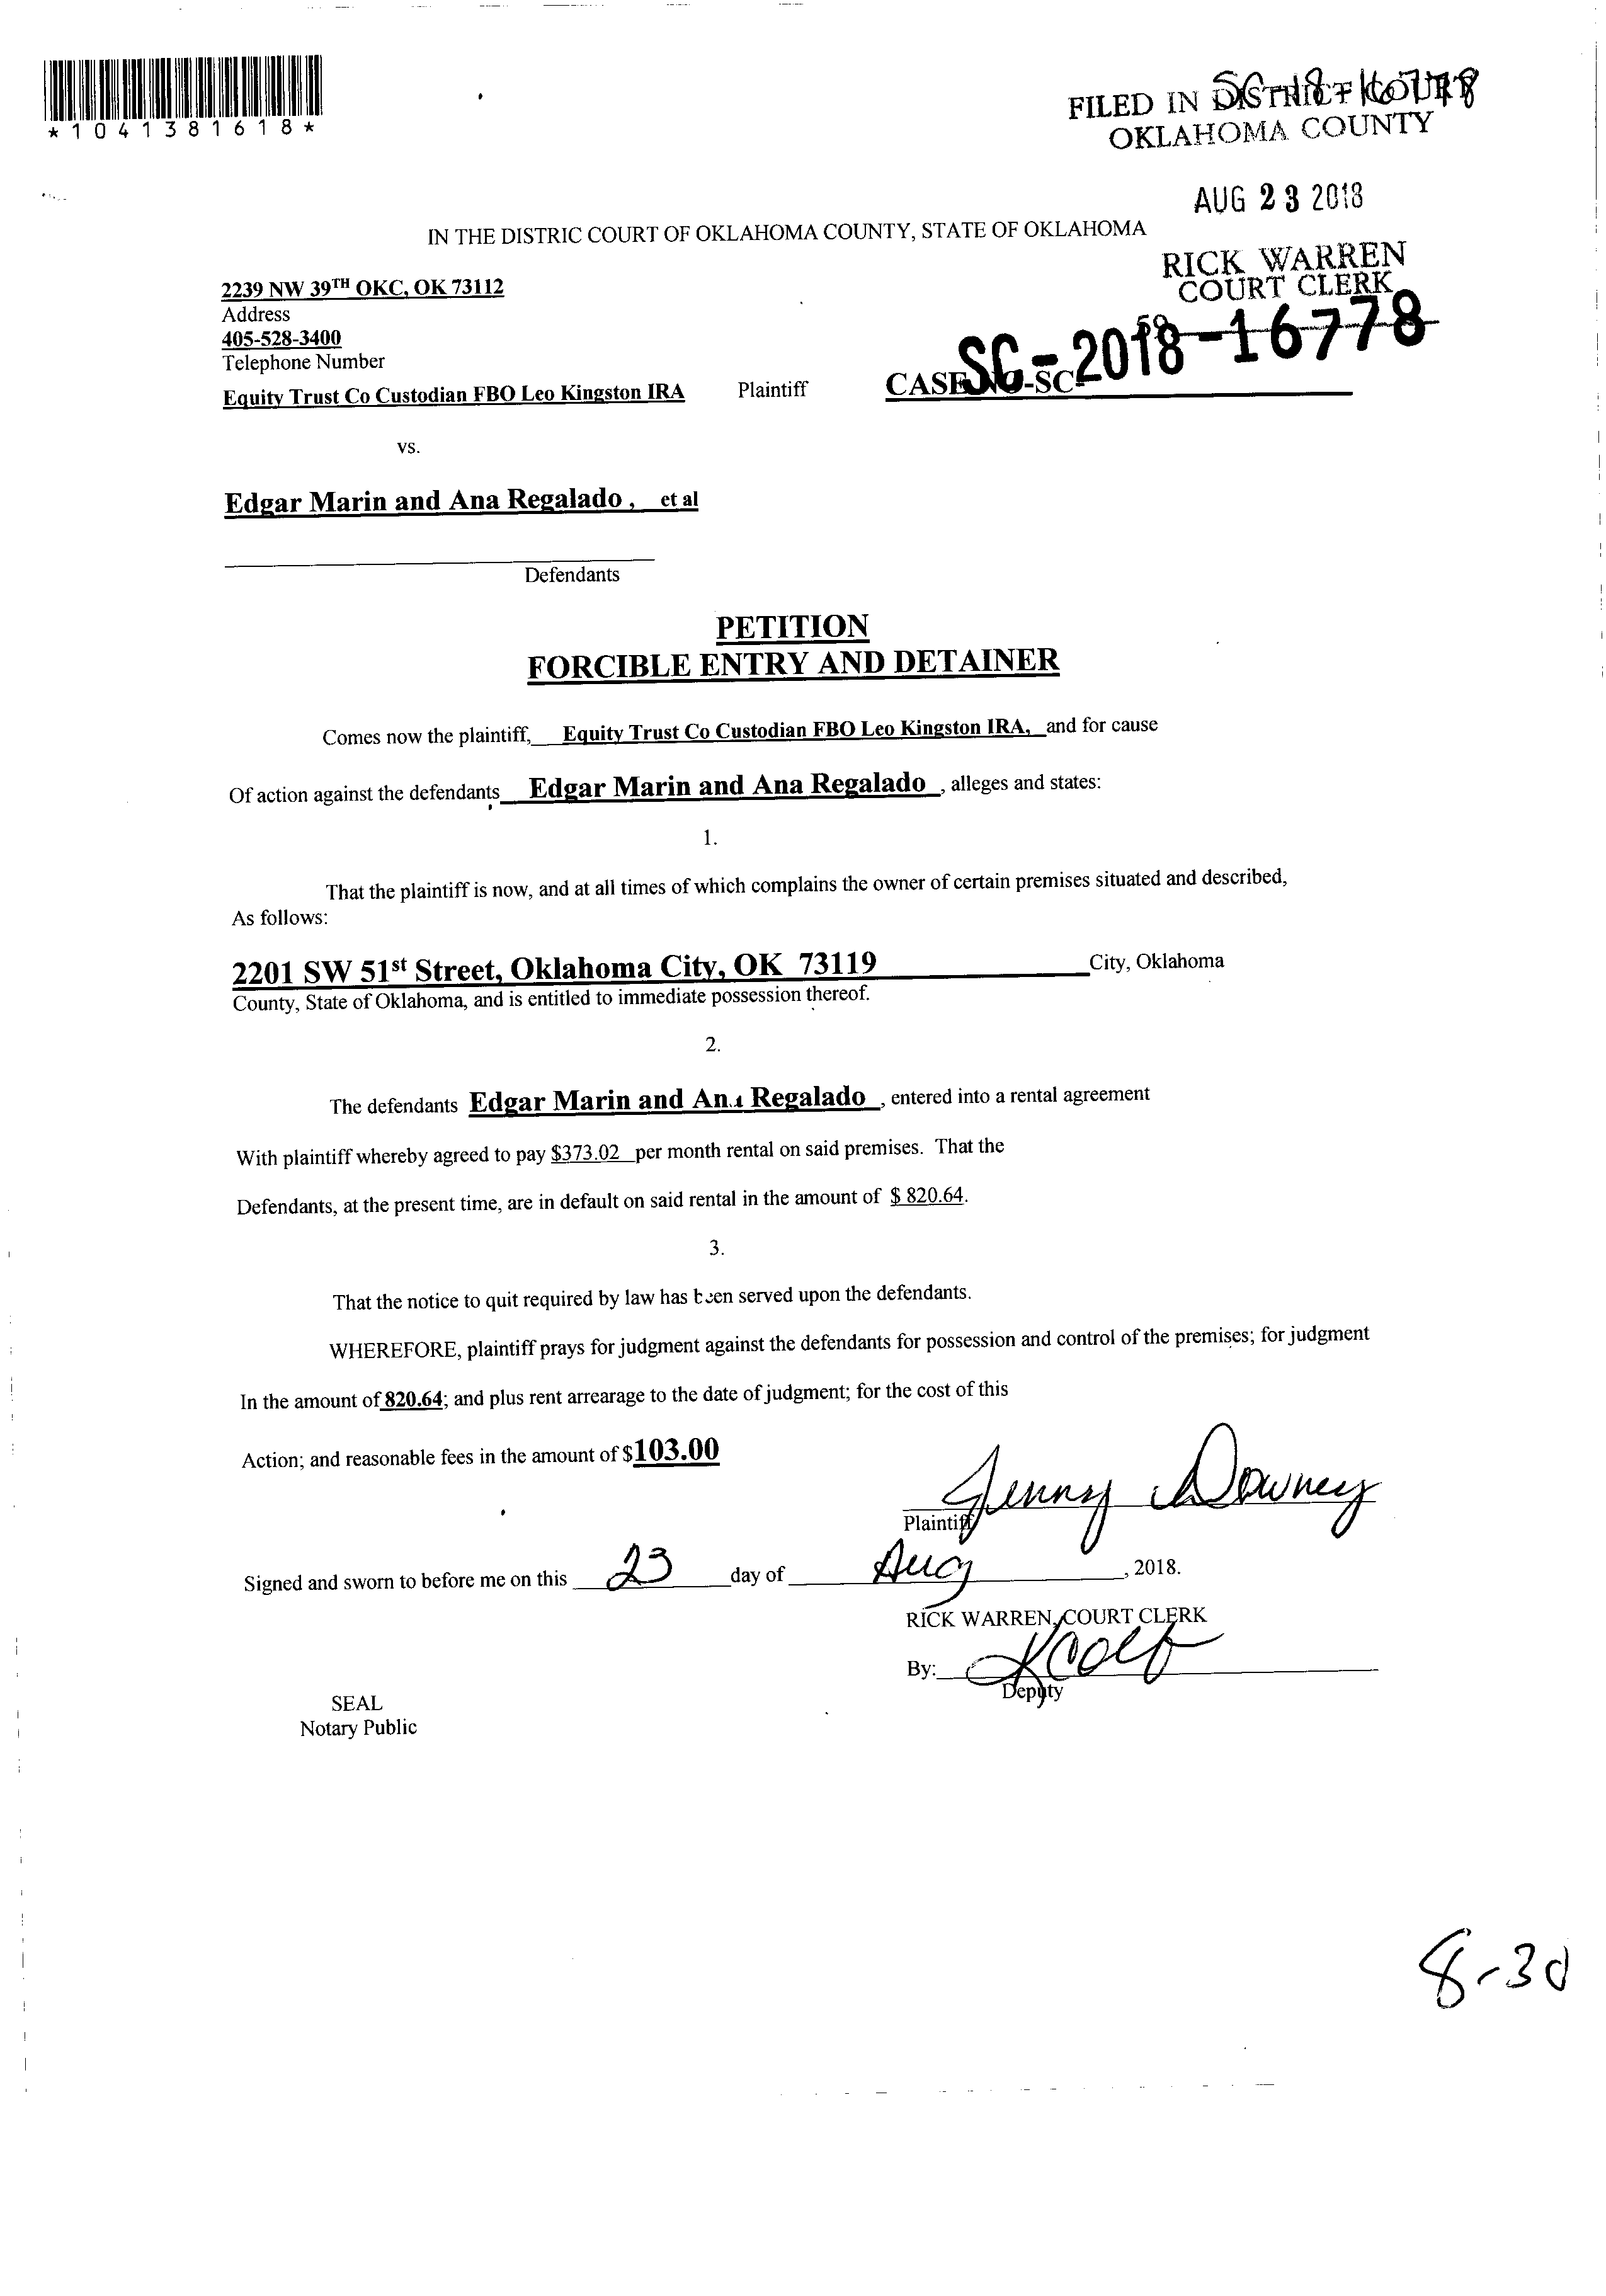 *1041381618*
SC-18-16778
FILED IN DISTRICT COURT
OKLAHOMA COUNTY
AUG 23 2018
IN THE DISTRIC COURT OF OKLAHOMA COUNTY, STATE OF OKLAHOMA
RICK WARREN
COURT CLERK
2239 NW 39TH OKC, OK 73112
Address
405-528-3400
Telephone Number
SC-2018-16778
Equity Trust Co Custodian FBO Leo Kingston IRA Plaintiff CASE NO-SC-
vs.
Edgar Marin and Ana Regalado, et al
Defendants
PETITION
FORCIBLE ENTRY AND DETAINER
Comes now the plaintiff, Equity Trust Co Custodian FBO Leo Kingston IRA, and for cause
Of action against the defendants Edgar Marin and Ana Regalado, alleges and states:
1.
That the plaintiff is now, and at all times of which complains the owner of certain premises situated and described,
As follows:
2201 SW 51st Street, Oklahoma City, OK 73119 City, Oklahoma
County, State of Oklahoma, and is entitled to immediate possession thereof.
2.
The defendants Edgar Marin and Ana Regalado, entered into a rental agreement
With plaintiff whereby agreed to pay $373.02 per month rental on said premises. That the
Defendants, at the present time, are in default on said rental in the amount of $ 820.64.
3.
That the notice to quit required by law has been served upon the defendants.
WHEREFORE, plaintiff prays for judgment against the defendants for possession and control of the premises; for judgment
In the amount of 820.64; and plus rent arrearage to the date of judgment; for the cost of this
Action; and reasonable fees in the amount of $103.00
Jenny Downey
Plaintiff
Signed and sworn to before me on this 23 day of Aug, 2018.
RICK WARREN, COURT CLERK
By:
Deputy
SEAL
Notary Public
8-30